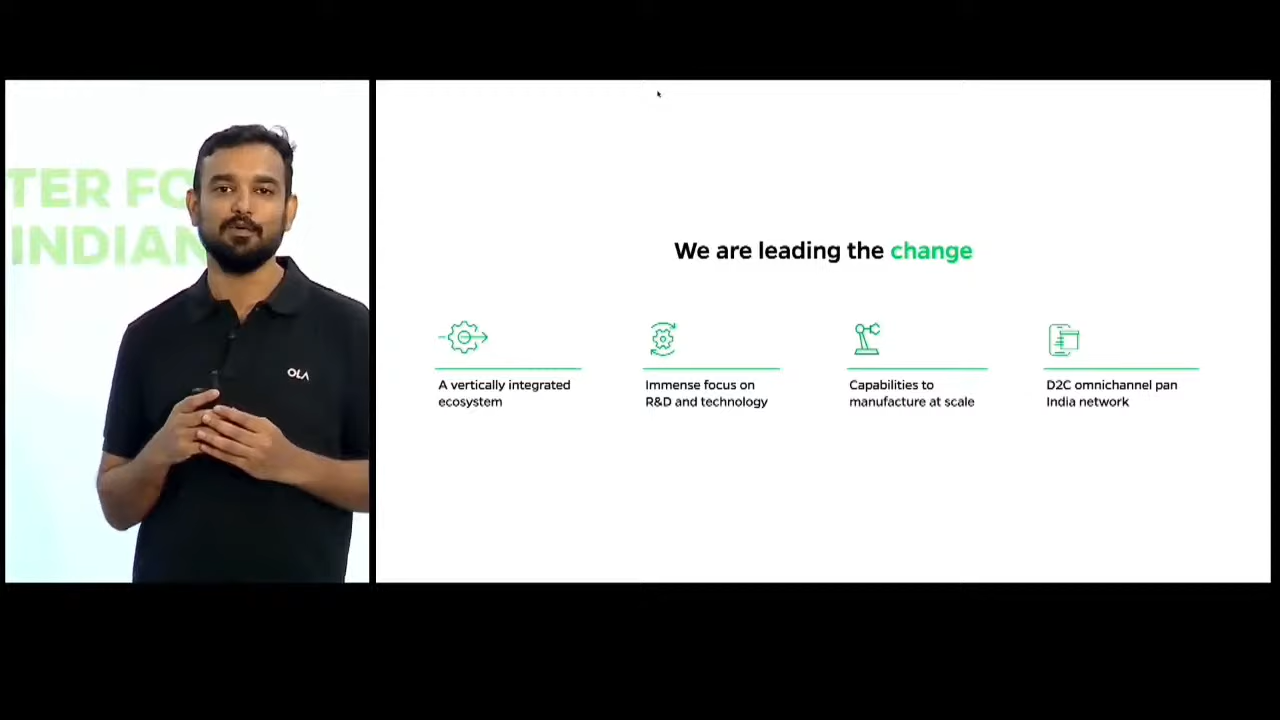 TER FO
INDIAN
OLA
We are leading the change
A vertically integrated
ecosystem
Immense focus on
R&D and technology
Capabilities to
manufacture at scale
D2C omnichannel pan
India network